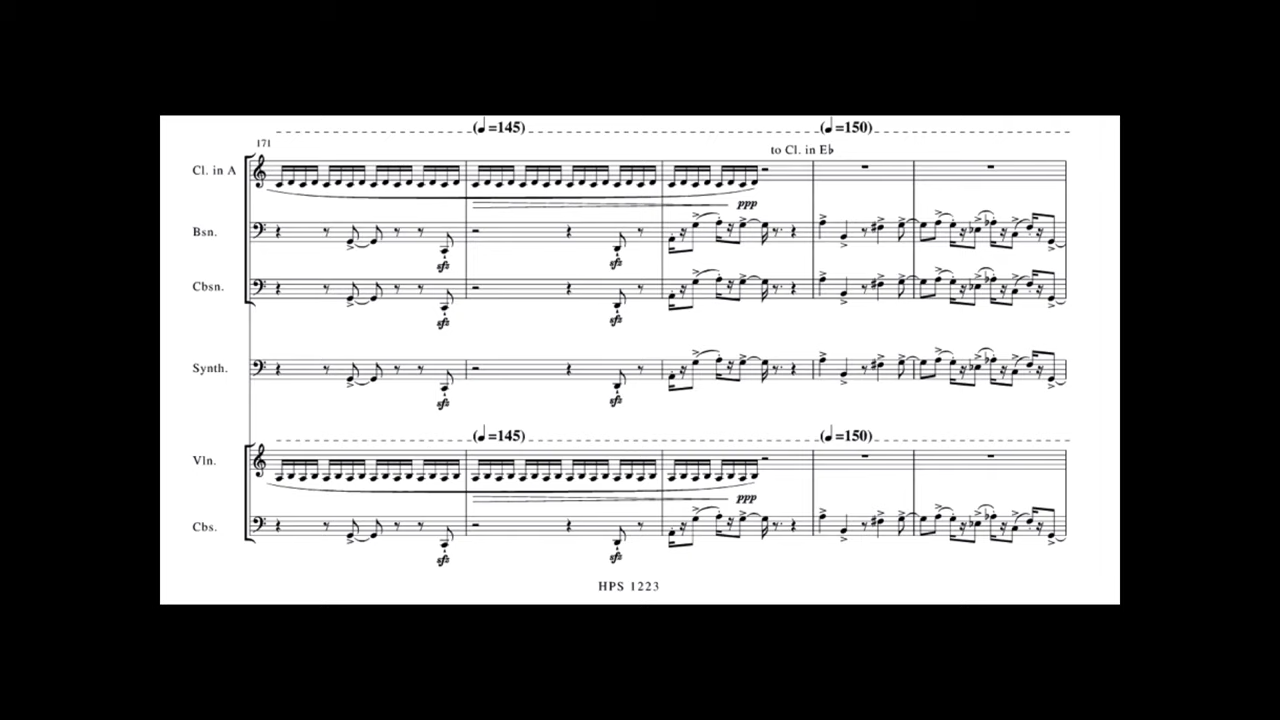 (♩=145) (♩=150)
171
to Cl. in E♭
Cl. in A
ppp
Bsn.
sfz sfz
Cbsn.
sfz sfz
Synth.
sfz sfz
(♩=145) (♩=150)
Vln.
ppp
Cbs.
sfz sfz
HPS 1223